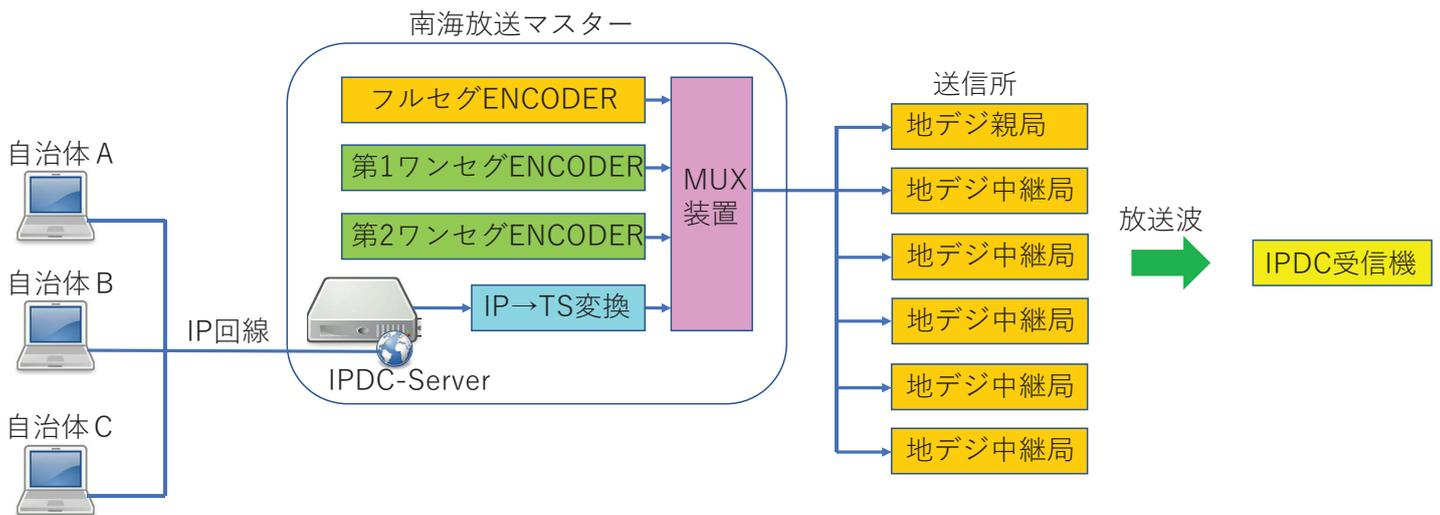 南海放送マスター
フルセグENCODER
第1ワンセグENCODER
第2ワンセグENCODER
MUX
装置
IP→TS変換
IPDC-Server
自治体A
自治体B
自治体C
IP回線
送信所
地デジ親局
地デジ中継局
地デジ中継局
地デジ中継局
地デジ中継局
地デジ中継局
放送波
IPDC受信機